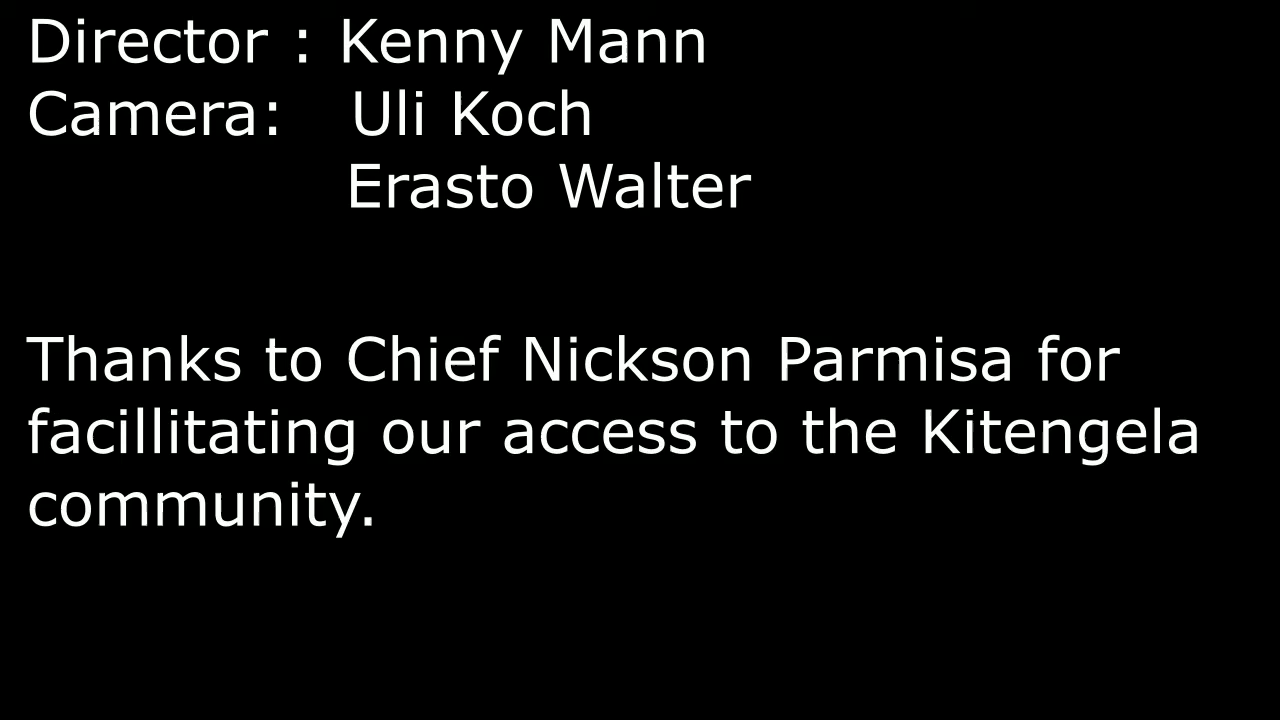 Director : Kenny Mann
Camera: Uli Koch
Erasto Walter
Thanks to Chief Nickson Parmisa for
facillitating our access to the Kitengela
community.